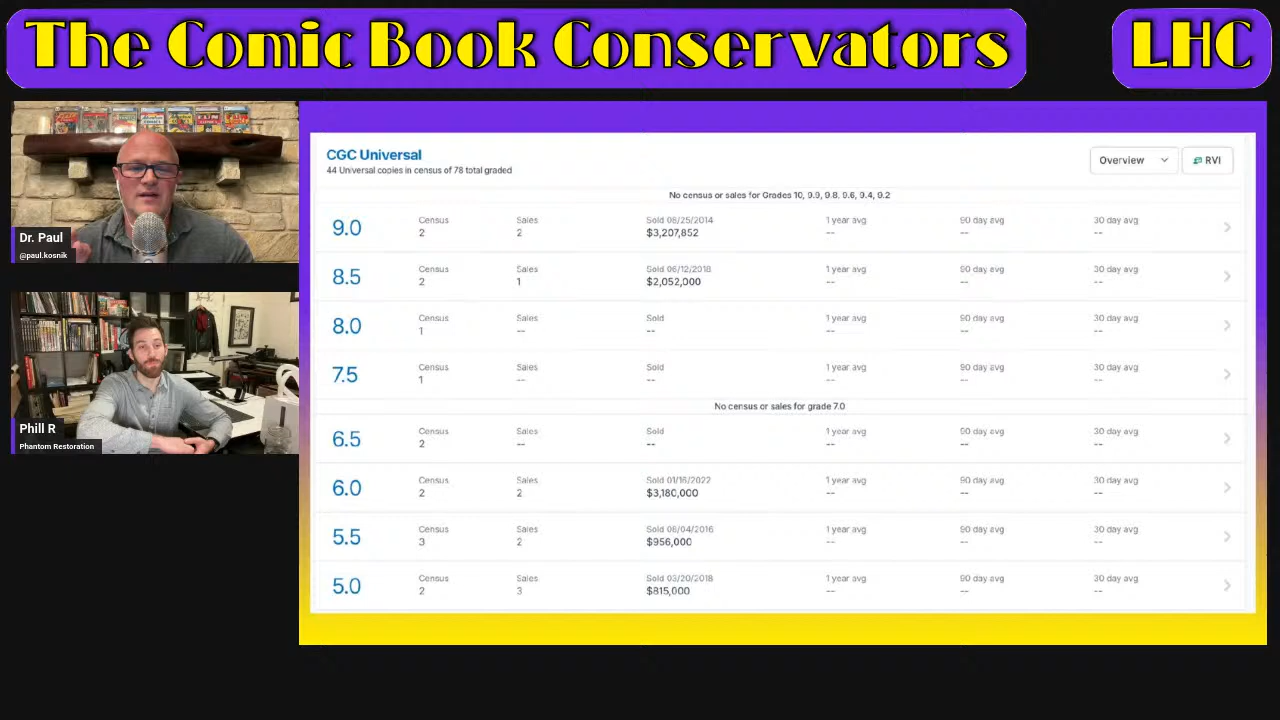 The Comic Book Conservators
LHC
Dr. Paul
@paul.kosnik
Phill R
Phantom Restoration
CGC Universal
44 Universal copies in census of 78 total graded
Overview
RVI
No census or sales for Grades 10, 9.9, 9.8, 9.6, 9.4, 9.2
9.0 Census 2 Sales 2 Sold 08/25/2014 $3,207,852 1 year avg -- 90 day avg -- 30 day avg --
8.5 Census 2 Sales 1 Sold 06/12/2018 $2,052,000 1 year avg -- 90 day avg -- 30 day avg --
8.0 Census 1 Sales -- Sold -- 1 year avg -- 90 day avg -- 30 day avg --
7.5 Census 1 Sales -- Sold -- 1 year avg -- 90 day avg -- 30 day avg --
No census or sales for grade 7.0
6.5 Census 2 Sales -- Sold -- 1 year avg -- 90 day avg -- 30 day avg --
6.0 Census 2 Sales 2 Sold 01/16/2022 $3,180,000 1 year avg -- 90 day avg -- 30 day avg --
5.5 Census 3 Sales 2 Sold 06/04/2016 $956,000 1 year avg -- 90 day avg -- 30 day avg --
5.0 Census 2 Sales 3 Sold 03/20/2018 $815,000 1 year avg -- 90 day avg -- 30 day avg --